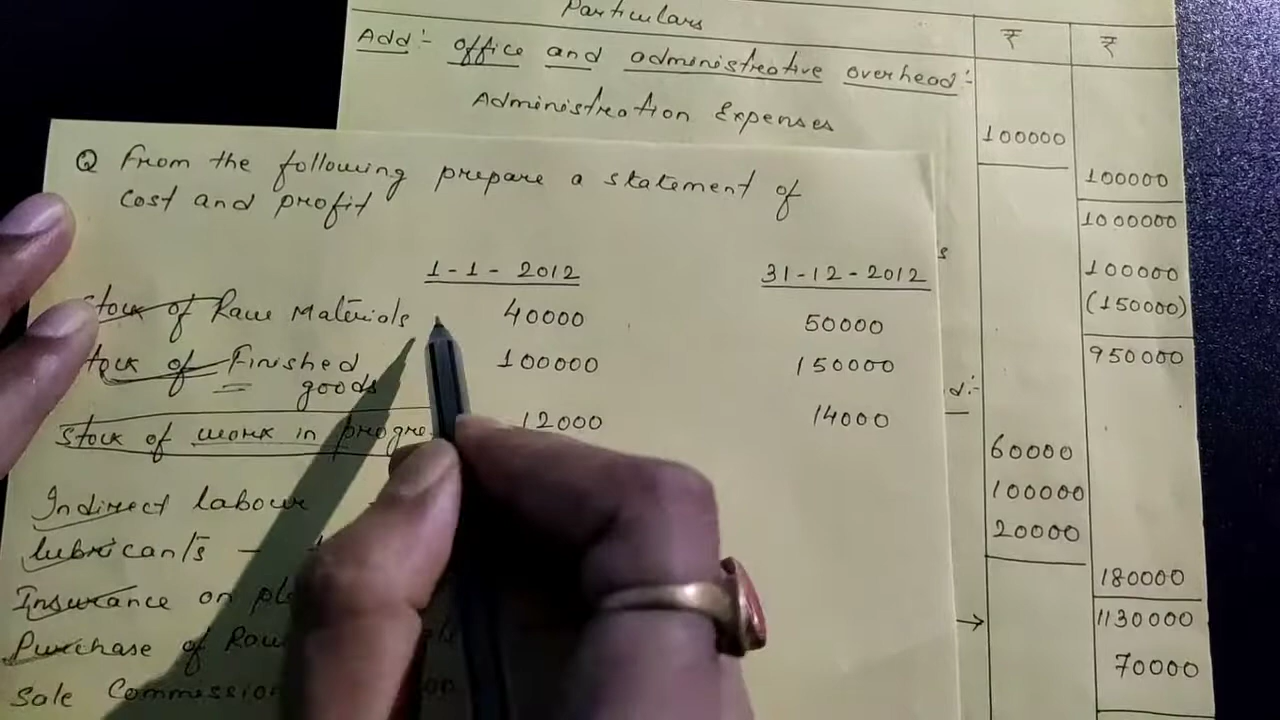 Particulars ₹ ₹
Add:- office and administrative overhead:-
Administration Expenses 100000
100000
1000000
100000
(150000)
950000
d:-
60000
100000
20000
180000
→ 1130000
70000
Q From the following prepare a statement of
cost and profit
1-1-2012 31-12-2012
Stock of Raw Materials 40000 50000
Stock of Finished goods 100000 150000
Stock of work in progre 12000 14000
Indirect labour
lubricants -
Insurance on pl
Purchase of Raw
Sale Commission